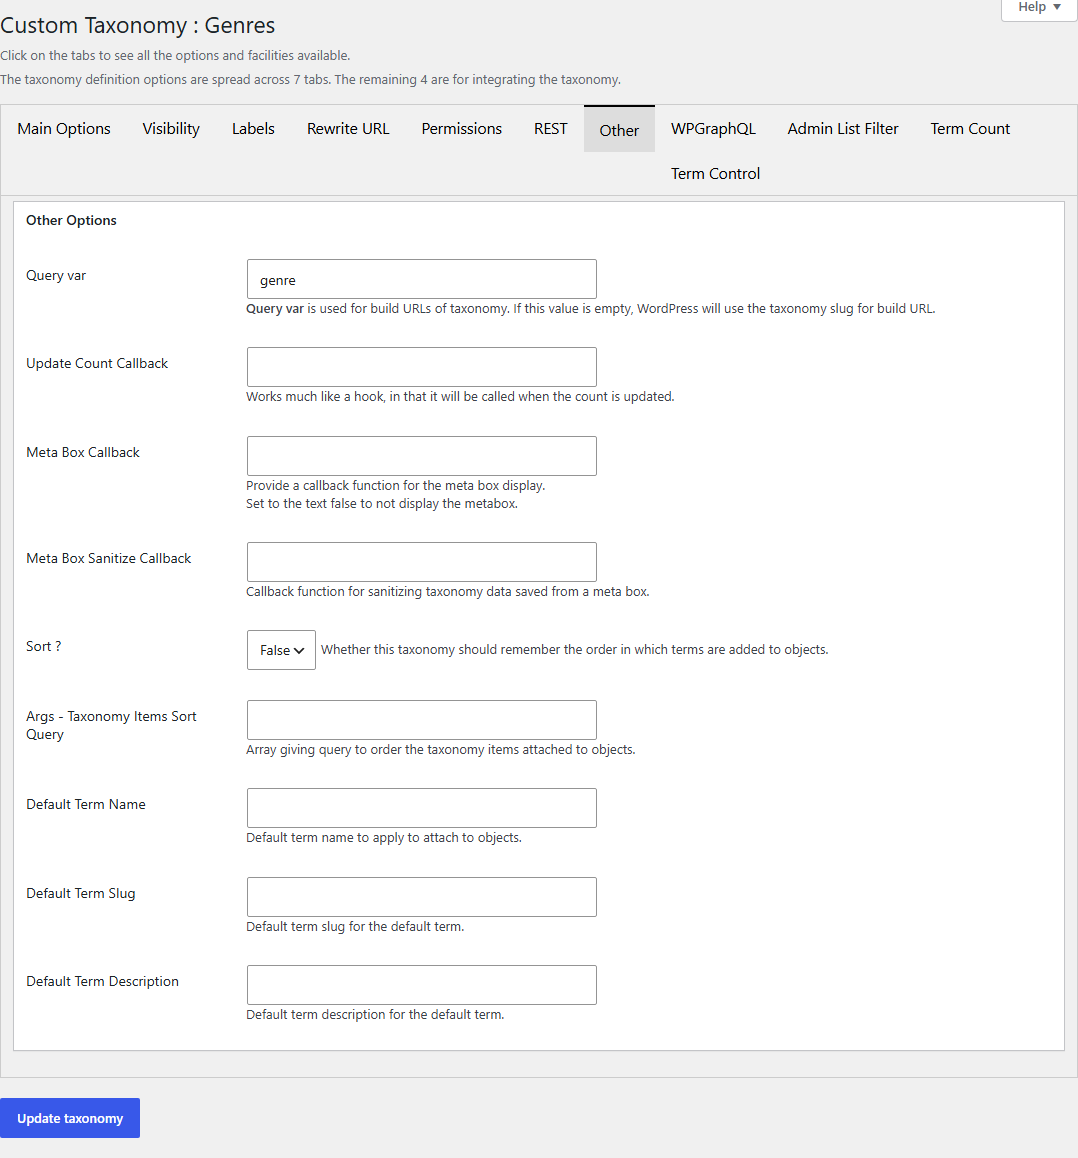 Help
Custom Taxonomy : Genres
Click on the tabs to see all the options and facilities available.
The taxonomy definition options are spread across 7 tabs. The remaining 4 are for integrating the taxonomy.
Main Options Visibility Labels Rewrite URL Permissions REST Other WPGraphQL Admin List Filter Term Count
Term Control
Other Options
Query var
genre
Query var is used for build URLs of taxonomy. If this value is empty, WordPress will use the taxonomy slug for build URL.
Update Count Callback
Works much like a hook, in that it will be called when the count is updated.
Meta Box Callback
Provide a callback function for the meta box display.
Set to the text false to not display the metabox.
Meta Box Sanitize Callback
Callback function for sanitizing taxonomy data saved from a meta box.
Sort ?
False Whether this taxonomy should remember the order in which terms are added to objects.
Args - Taxonomy Items Sort
Query
Array giving query to order the taxonomy items attached to objects.
Default Term Name
Default term name to apply to attach to objects.
Default Term Slug
Default term slug for the default term.
Default Term Description
Default term description for the default term.
Update taxonomy